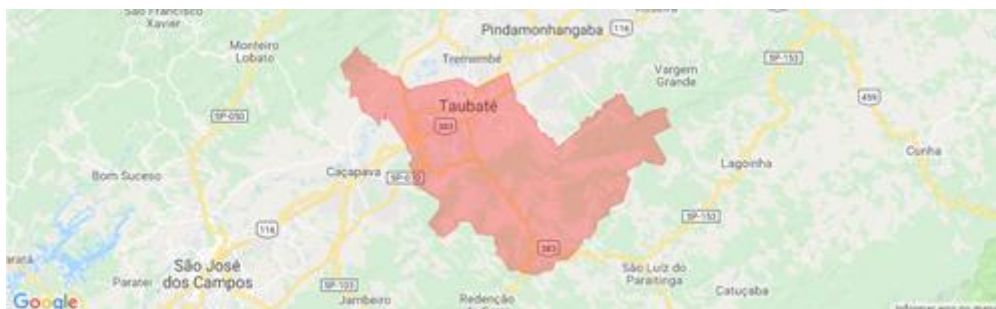 São Francisco
Xavier
Monteiro
Lobato
Pindamonhangaba
116
Tremembé
SP-153
Vargem
Grande
Taubaté
383
459
SP-050
Cunha
Lagoinha
Bom Sucesso
Caçapava
SP-153
116
383
São José
dos Campos
São Luíz do
Paraitinga
Paratei
SP-103
Catuçaba
Jambeiro
Redenção
Google